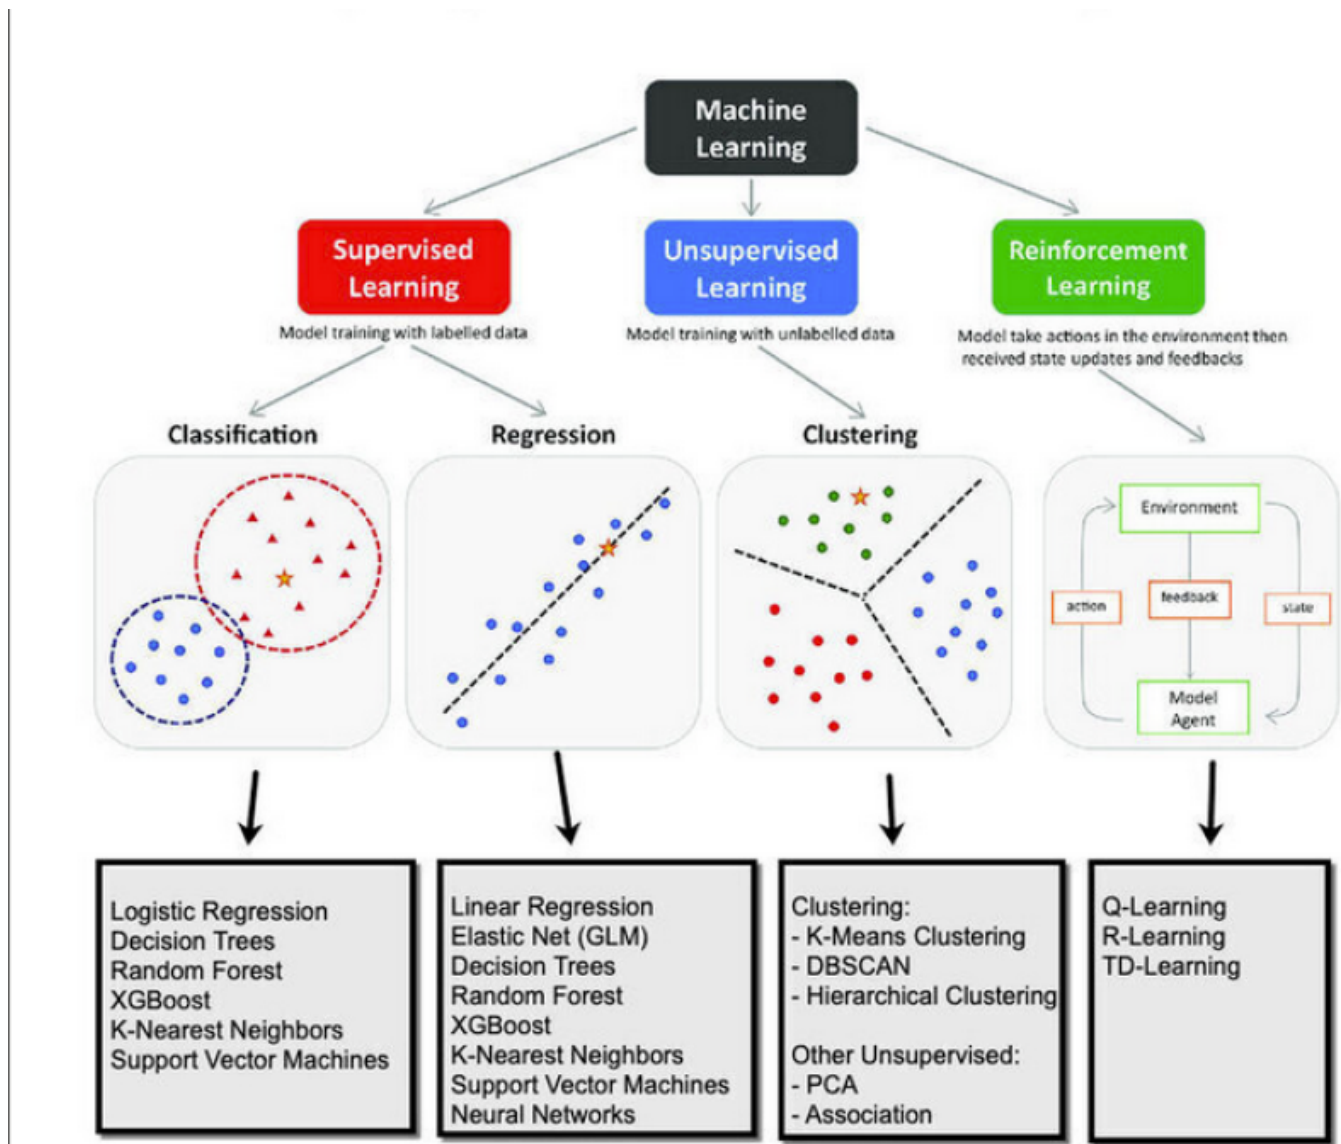 Machine
Learning
Supervised
Learning
Unsupervised
Learning
Reinforcement
Learning
Model training with labelled data
Model training with unlabelled data
Model take actions in the environment then
received state updates and feedbacks
Classification
Regression
Clustering
Environment
action
feedback
state
Model
Agent
Logistic Regression
Decision Trees
Random Forest
XGBoost
K-Nearest Neighbors
Support Vector Machines
Linear Regression
Elastic Net (GLM)
Decision Trees
Random Forest
XGBoost
K-Nearest Neighbors
Support Vector Machines
Neural Networks
Clustering:
- K-Means Clustering
- DBSCAN
- Hierarchical Clustering
Other Unsupervised:
- PCA
- Association
Q-Learning
R-Learning
TD-Learning